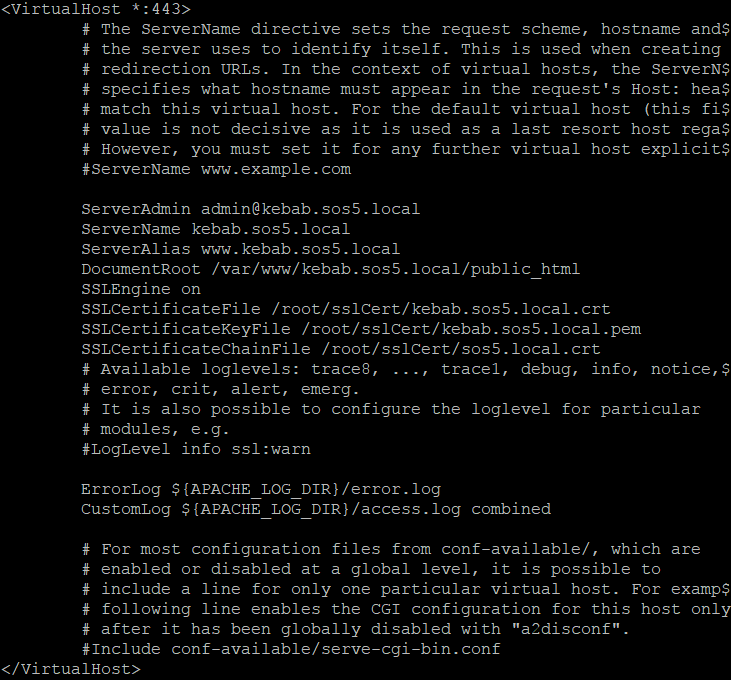 <VirtualHost *:443>
# The ServerName directive sets the request scheme, hostname and$
# the server uses to identify itself. This is used when creating
# redirection URLs. In the context of virtual hosts, the ServerN$
# specifies what hostname must appear in the request's Host: hea$
# match this virtual host. For the default virtual host (this fi$
# value is not decisive as it is used as a last resort host rega$
# However, you must set it for any further virtual host explicit$
#ServerName www.example.com
ServerAdmin admin@kebab.sos5.local
ServerName kebab.sos5.local
ServerAlias www.kebab.sos5.local
DocumentRoot /var/www/kebab.sos5.local/public_html
SSLEngine on
SSLCertificateFile /root/sslCert/kebab.sos5.local.crt
SSLCertificateKeyFile /root/sslCert/kebab.sos5.local.pem
SSLCertificateChainFile /root/sslCert/sos5.local.crt
# Available loglevels: trace8, ..., trace1, debug, info, notice,$
# error, crit, alert, emerg.
# It is also possible to configure the loglevel for particular
# modules, e.g.
#LogLevel info ssl:warn
ErrorLog ${APACHE_LOG_DIR}/error.log
CustomLog ${APACHE_LOG_DIR}/access.log combined
# For most configuration files from conf-available/, which are
# enabled or disabled at a global level, it is possible to
# include a line for only one particular virtual host. For examp$
# following line enables the CGI configuration for this host only
# after it has been globally disabled with "a2disconf".
#Include conf-available/serve-cgi-bin.conf
</VirtualHost>